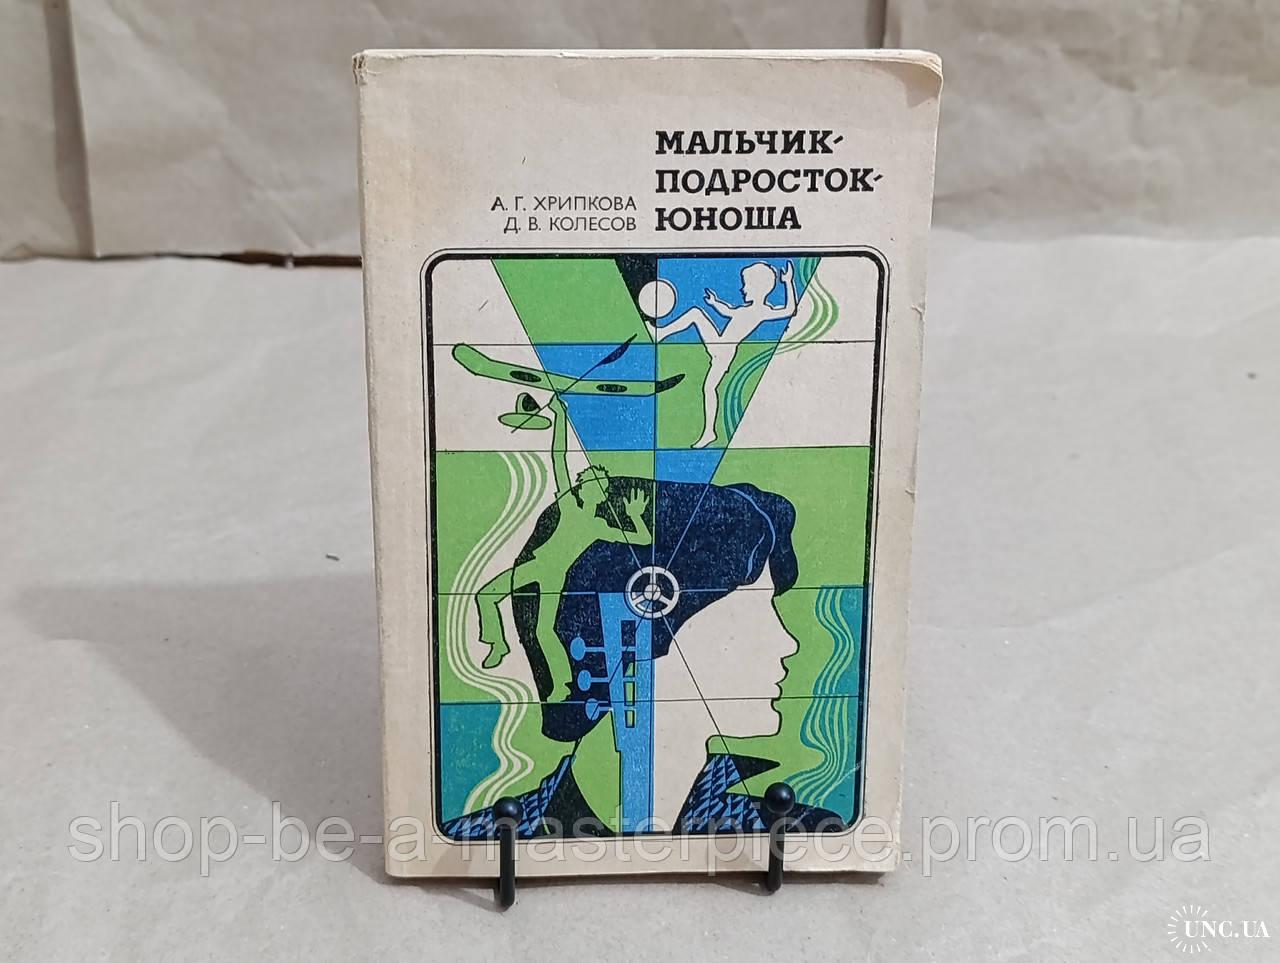 МАЛЬЧИК-
ПОДРОСТОК-
ЮНОША
А. Г. ХРИПКОВА
Д. В. КОЛЕСОВ
shop-be-a-masterpiece.prom.ua
UNC.UA